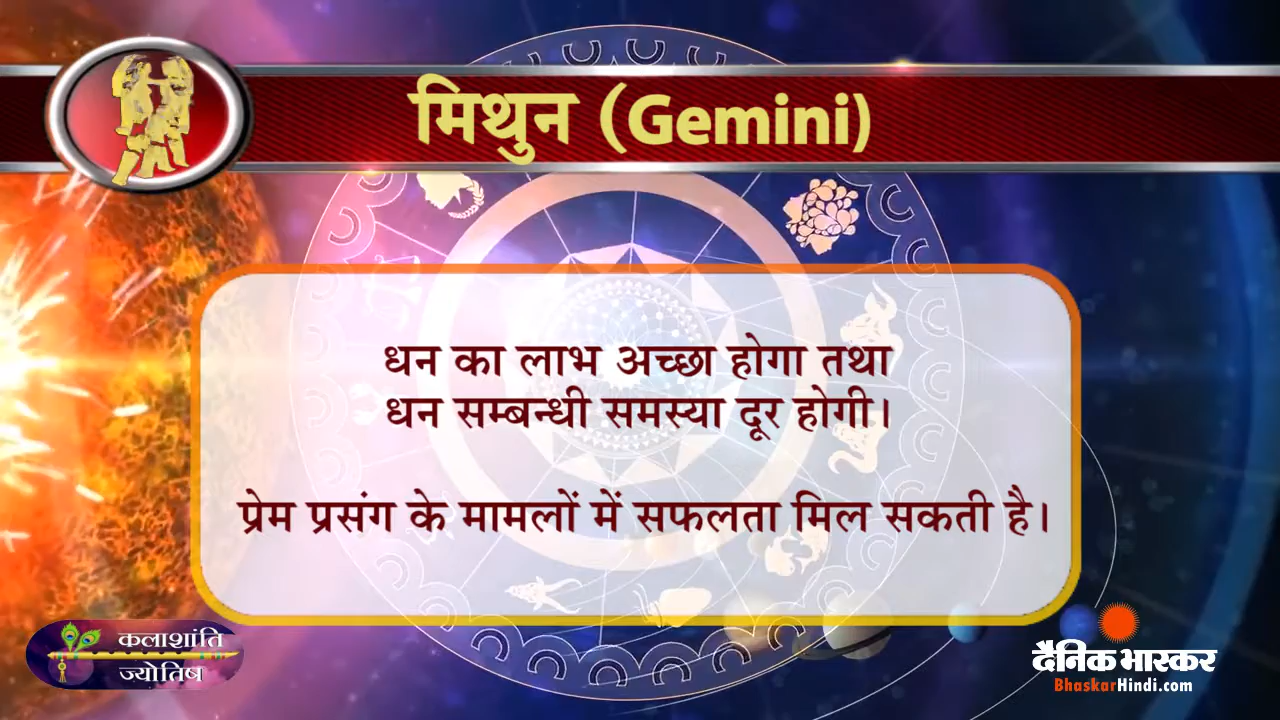 मिथुन (Gemini)
धन का लाभ अच्छा होगा तथा
धन सम्बन्धी समस्या दूर होगी।
प्रेम प्रसंग के मामलों में सफलता मिल सकती है।
कलाशांति
ज्योतिष
दैनिक भास्कर
BhaskarHindi.com